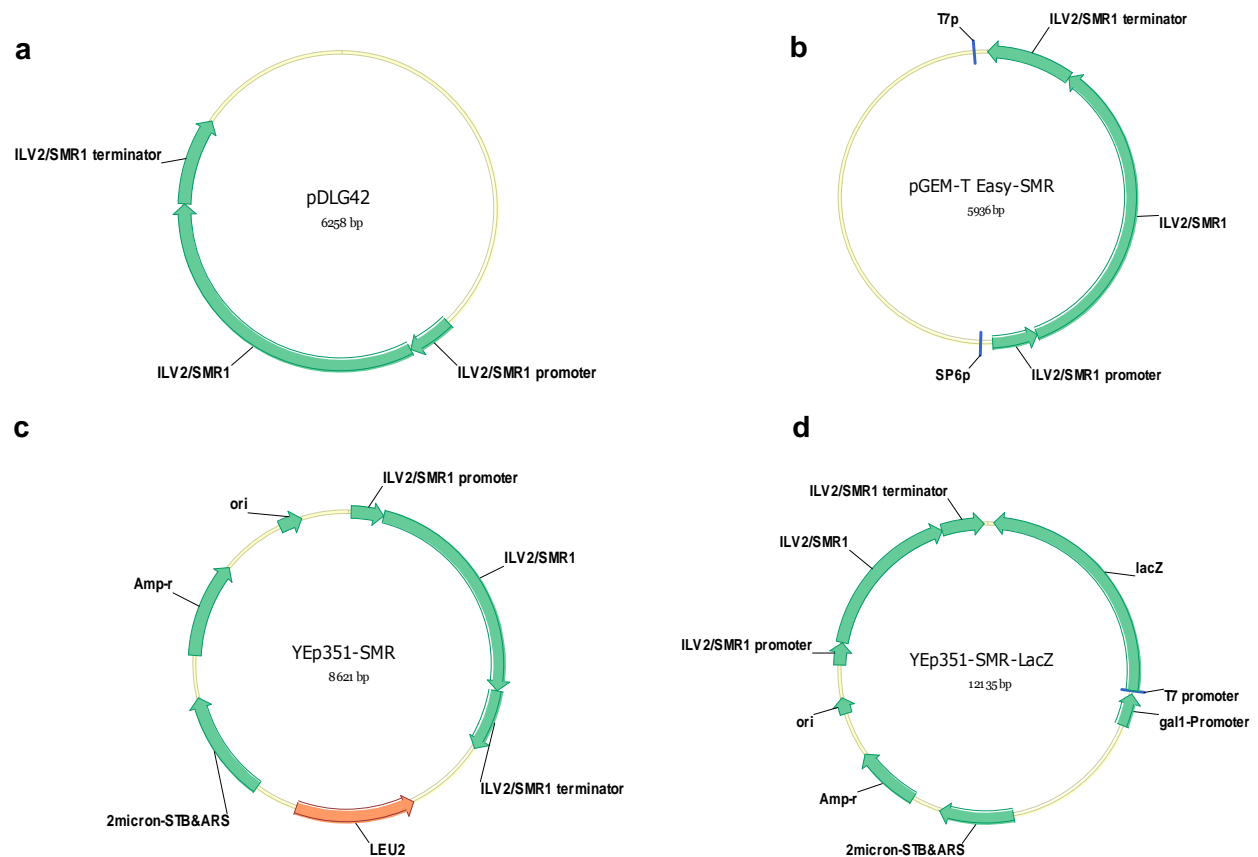 a
ILV2/SMR1 terminator
pDLG42
6258 bp
ILV2/SMR1
ILV2/SMR1 promoter
b
T7p
ILV2/SMR1 terminator
pGEM-T Easy-SMR
5936 bp
ILV2/SMR1
SP6p
ILV2/SMR1 promoter
c
ILV2/SMR1 promoter
ori
ILV2/SMR1
Amp-r
YEp351-SMR
8621 bp
ILV2/SMR1 terminator
2micron-STB&ARS
LEU2
d
ILV2/SMR1 terminator
ILV2/SMR1
lacZ
ILV2/SMR1 promoter
YEp351-SMR-LacZ
12135 bp
T7 promoter
ori
gal1-Promoter
Amp-r
2micron-STB&ARS